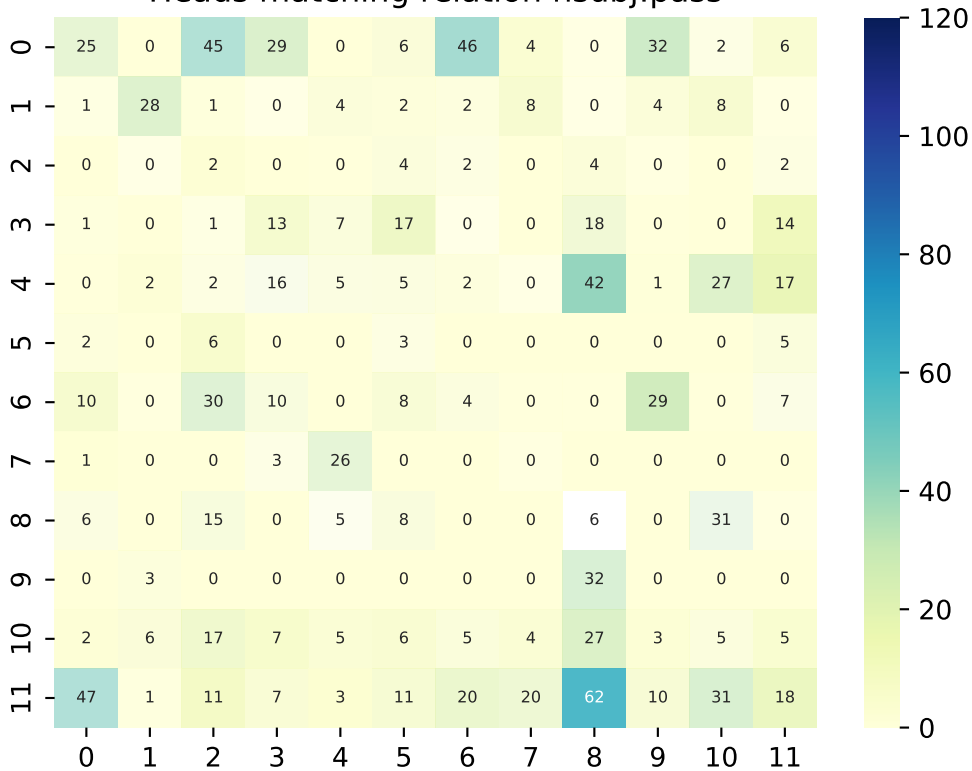 Heads matching relation nsubj:pass
0 25 0 45 29 0 6 46 4 0 32 2 6
1 1 28 1 0 4 2 2 8 0 4 8 0
2 0 0 2 0 0 4 2 0 4 0 0 2
3 1 0 1 13 7 17 0 0 18 0 0 14
4 0 2 2 16 5 5 2 0 42 1 27 17
5 2 0 6 0 0 3 0 0 0 0 0 5
6 10 0 30 10 0 8 4 0 0 29 0 7
7 1 0 0 3 26 0 0 0 0 0 0 0
8 6 0 15 0 5 8 0 0 6 0 31 0
9 0 3 0 0 0 0 0 0 32 0 0 0
10 2 6 17 7 5 6 5 4 27 3 5 5
11 47 1 11 7 3 11 20 20 62 10 31 18
0 1 2 3 4 5 6 7 8 9 10 11
120
100
80
60
40
20
0